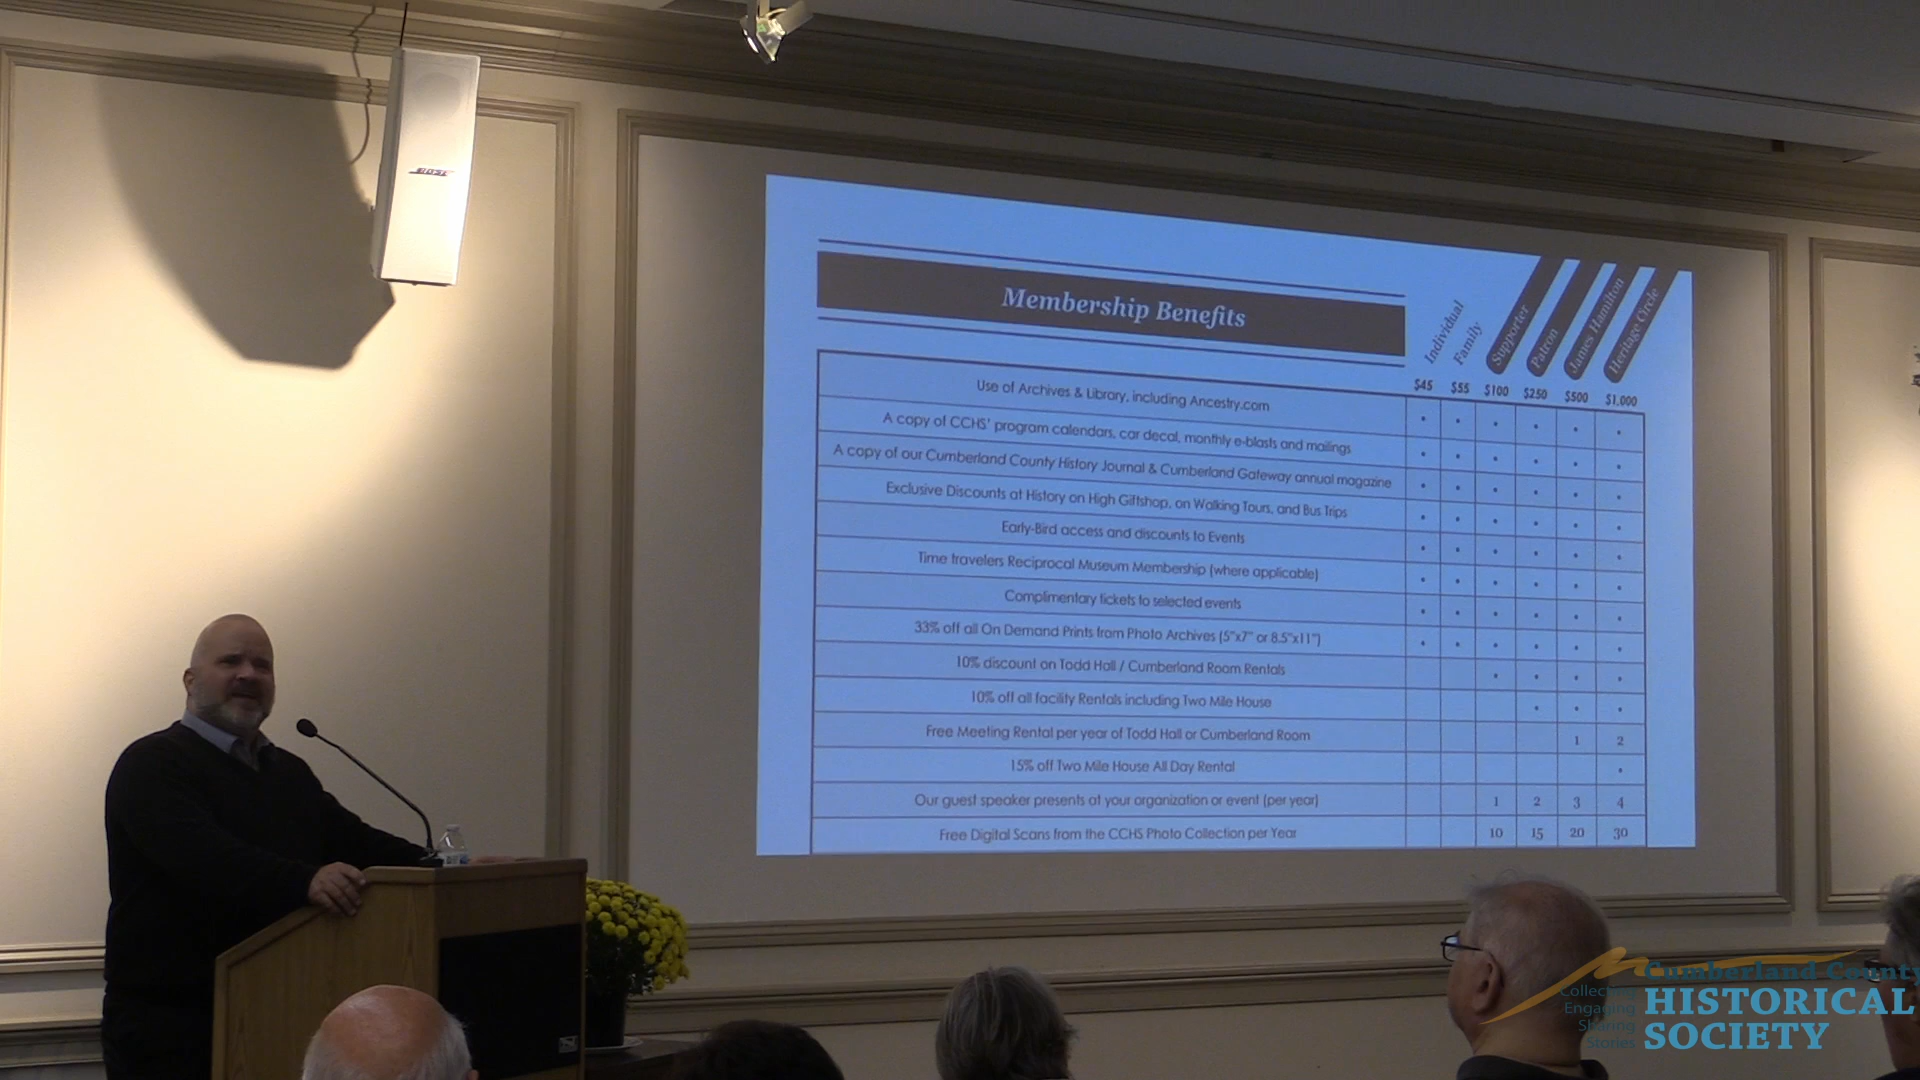 BOSE
Membership Benefits
Individual
Family
Supporter
Patron
James Hamilton
Heritage Circle
$45 $55 $100 $250 $500 $1,000
Use of Archives & Library, including Ancestry.com • • • • • •
A copy of CCHS' program calendars, car decal, monthly e-blasts and mailings • • • • • •
A copy of our Cumberland County History Journal & Cumberland Gateway annual magazine • • • • • •
Exclusive Discounts at History on High Giftshop, on Walking Tours, and Bus Trips • • • • • •
Early-Bird access and discounts to Events • • • • • •
Time travelers Reciprocal Museum Membership (where applicable) • • • • • •
Complimentary tickets to selected events • • • • • •
33% off all On Demand Prints from Photo Archives (5"x7" or 8.5"x11") • • • • • •
10% discount on Todd Hall / Cumberland Room Rentals • • • •
10% off all facility Rentals including Two Mile House • • •
Free Meeting Rental per year of Todd Hall or Cumberland Room 1 2
15% off Two Mile House All Day Rental •
Our guest speaker presents at your organization or event (per year) 1 2 3 4
Free Digital Scans from the CCHS Photo Collection per Year 10 15 20 30
Cumberland County
HISTORICAL
SOCIETY
Collecting
Engaging
Sharing
Stories